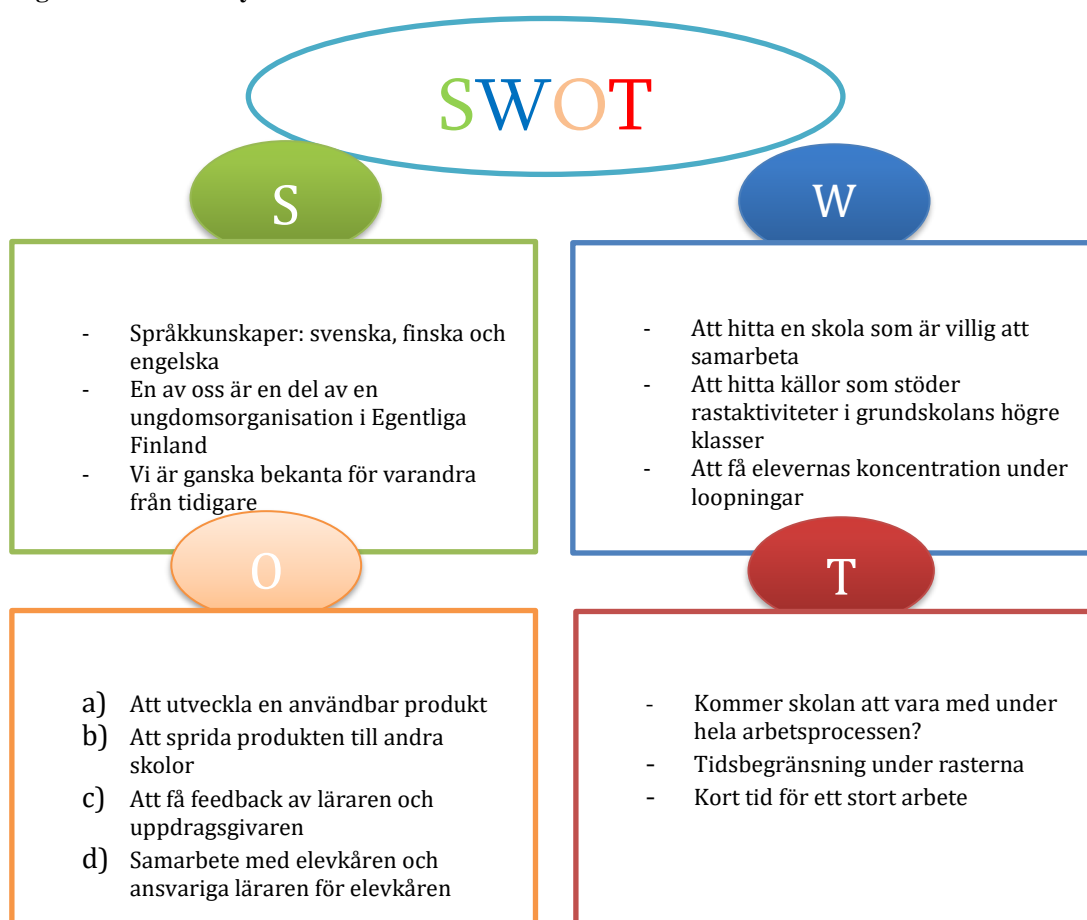 SWOT
S
- Språkkunskaper: svenska, finska och
engelska
- En av oss är en del av en
ungdomsorganisation i Egentliga
Finland
- Vi är ganska bekanta för varandra
från tidigare
W
- Att hitta en skola som är villig att
samarbeta
- Att hitta källor som stöder
rastaktiviteter i grundskolans högre
klasser
- Att få elevernas koncentration under
loopningar
O
a) Att utveckla en användbar produkt
b) Att sprida produkten till andra
skolor
c) Att få feedback av läraren och
uppdragsgivaren
d) Samarbete med elevkåren och
ansvariga läraren för elevkåren
T
- Kommer skolan att vara med under
hela arbetsprocessen?
- Tidsbegränsning under rasterna
- Kort tid för ett stort arbete